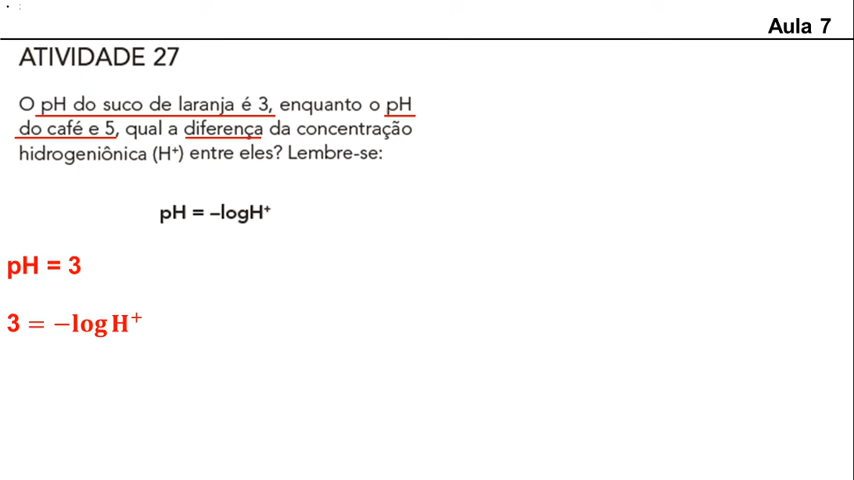 Aula 7
ATIVIDADE 27
O pH do suco de laranja é 3, enquanto o pH
do café e 5, qual a diferença da concentração
hidrogeniônica (H⁺) entre eles? Lembre-se:
pH = –logH⁺
pH = 3
3 = −log H⁺